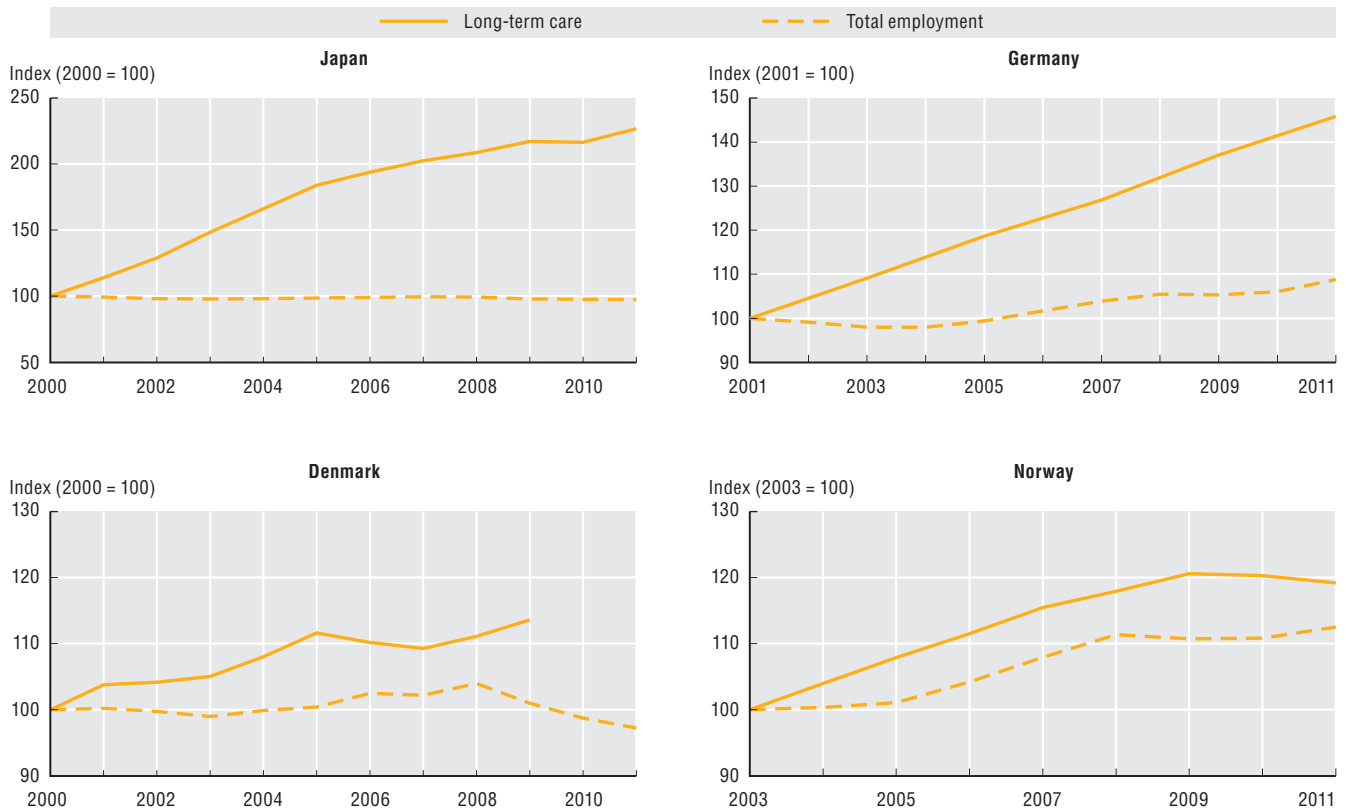 Long-term care Total employment
Japan
Index (2000 = 100)
250
200
150
100
50
2000 2002 2004 2006 2008 2010
Germany
Index (2001 = 100)
150
140
130
120
110
100
90
2001 2003 2005 2007 2009 2011
Denmark
Index (2000 = 100)
130
120
110
100
90
2000 2002 2004 2006 2008 2010
Norway
Index (2003 = 100)
130
120
110
100
90
2003 2005 2007 2009 2011